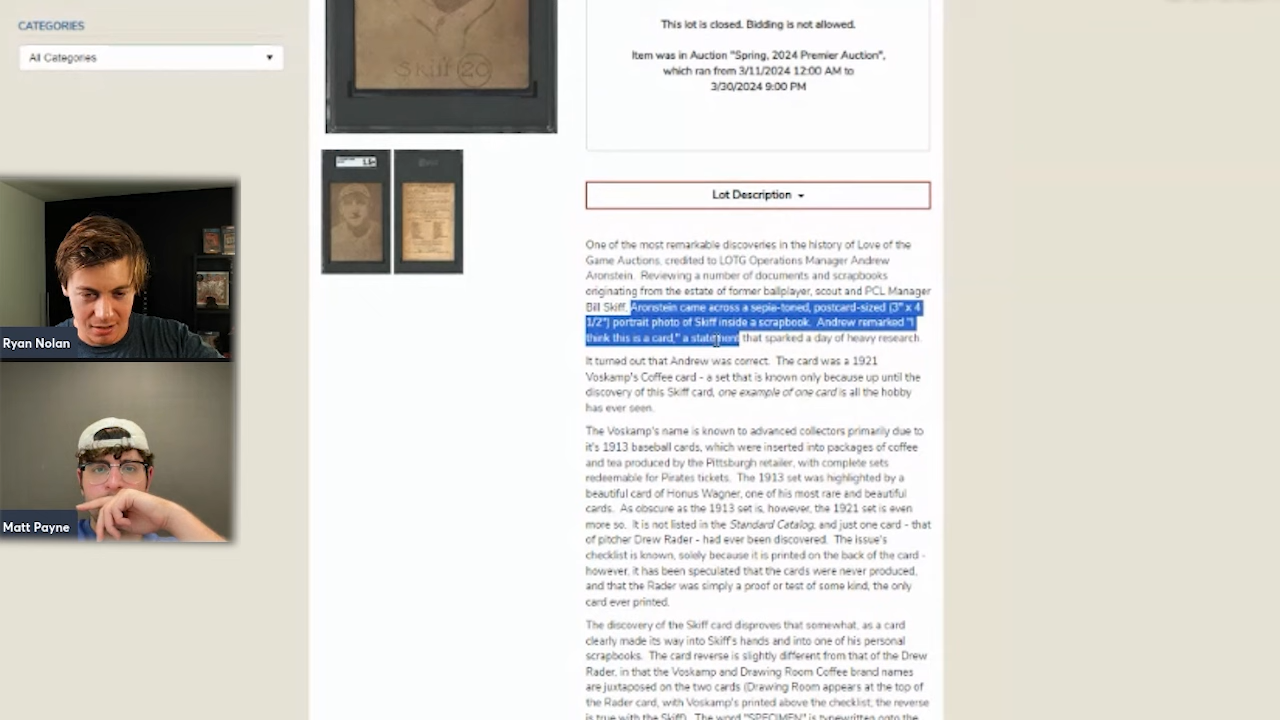 CATEGORIES
All Categories
Skiff (20)
This lot is closed. Bidding is not allowed.
Item was in Auction "Spring, 2024 Premier Auction",
which ran from 3/11/2024 12:00 AM to
3/30/2024 9:00 PM
Lot Description
One of the most remarkable discoveries in the history of Love of the
Game Auctions, credited to LOTG Operations Manager Andrew
Aronstein. Reviewing a number of documents and scrapbooks
originating from the estate of former ballplayer, scout and PCL Manager
Bill Skiff, Aronstein came across a sepia-toned, postcard-sized (3" x 4
1/2") portrait photo of Skiff inside a scrapbook. Andrew remarked "I
think this is a card," a statement that sparked a day of heavy research.
It turned out that Andrew was correct. The card was a 1921
Voskamp's Coffee card - a set that is known only because up until the
discovery of this Skiff card, one example of one card is all the hobby
has ever seen.
The Voskamp's name is known to advanced collectors primarily due to
it's 1913 baseball cards, which were inserted into packages of coffee
and tea produced by the Pittsburgh retailer, with complete sets
redeemable for Pirates tickets. The 1913 set was highlighted by a
beautiful card of Honus Wagner, one of his most rare and beautiful
cards. As obscure as the 1913 set is, however, the 1921 set is even
more so. It is not listed in the Standard Catalog, and just one card - that
of pitcher Drew Rader - had ever been discovered. The issue's
checklist is known, solely because it is printed on the back of the card -
however, it has been speculated that the cards were never produced,
and that the Rader was simply a proof or test of some kind, the only
card ever printed.
The discovery of the Skiff card disproves that somewhat, as a card
clearly made its way into Skiff's hands and into one of his personal
scrapbooks. The card reverse is slightly different from that of the Drew
Rader, in that the Voskamp and Drawing Room Coffee brand names
are juxtaposed on the two cards (Drawing Room appears at the top of
the Rader card, with Voskamp's printed above the checklist; the reverse
is true with the Skiff). The word "SPECIMEN" is typewritten onto the
Ryan Nolan
Matt Payne